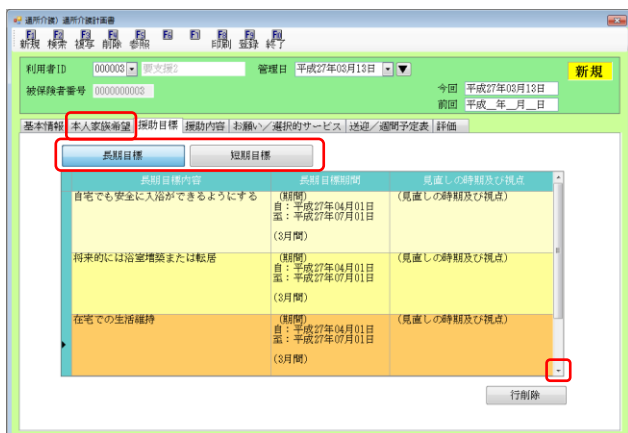 通所介護) 通所介護計画書
新規 検索 複写 削除 参照 印刷 登録 終了
利用者ID 000003 要支援2 管理日 平成27年03月13日 新規
被保険者番号 0000000003 今回 平成27年03月13日
前回 平成__年__月__日
基本情報 本人家族希望 援助目標 援助内容 お願い/選択的サービス 送迎/週間予定表 評価
長期目標 短期目標
長期目標内容 長期目標期間 見直しの時期及び視点
自宅でも安全に入浴ができるようにする (期間) (見直しの時期及び視点)
自：平成27年04月01日
至：平成27年07月01日
(3月間)
将来的には浴室増築または転居 (期間) (見直しの時期及び視点)
自：平成27年04月01日
至：平成27年07月01日
(3月間)
在宅での生活維持 (期間) (見直しの時期及び視点)
自：平成27年04月01日
至：平成27年07月01日
(3月間)
行削除